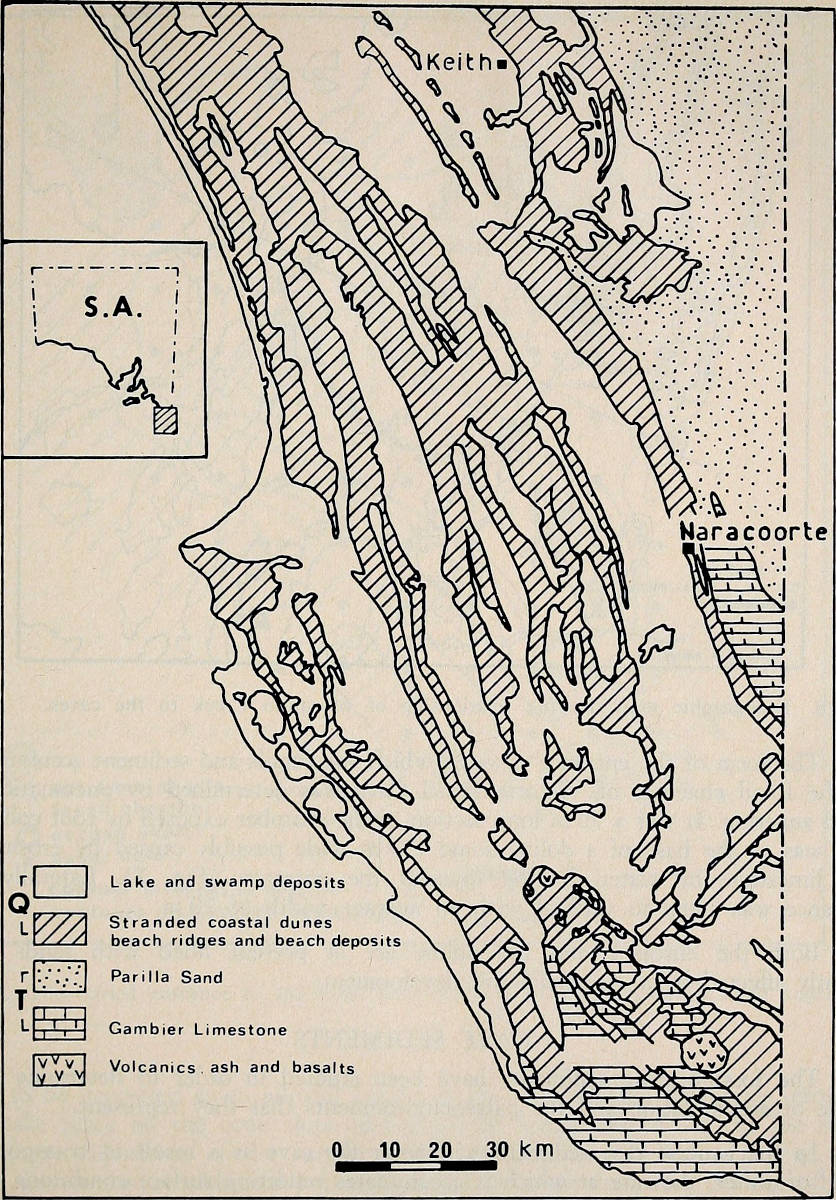 Keith
S.A.
Naracoorte
Q
Lake and swamp deposits
Stranded coastal dunes
beach ridges and beach deposits
T
Parilla Sand
Gambier Limestone
Volcanics. ash and basalts
0 10 20 30 km